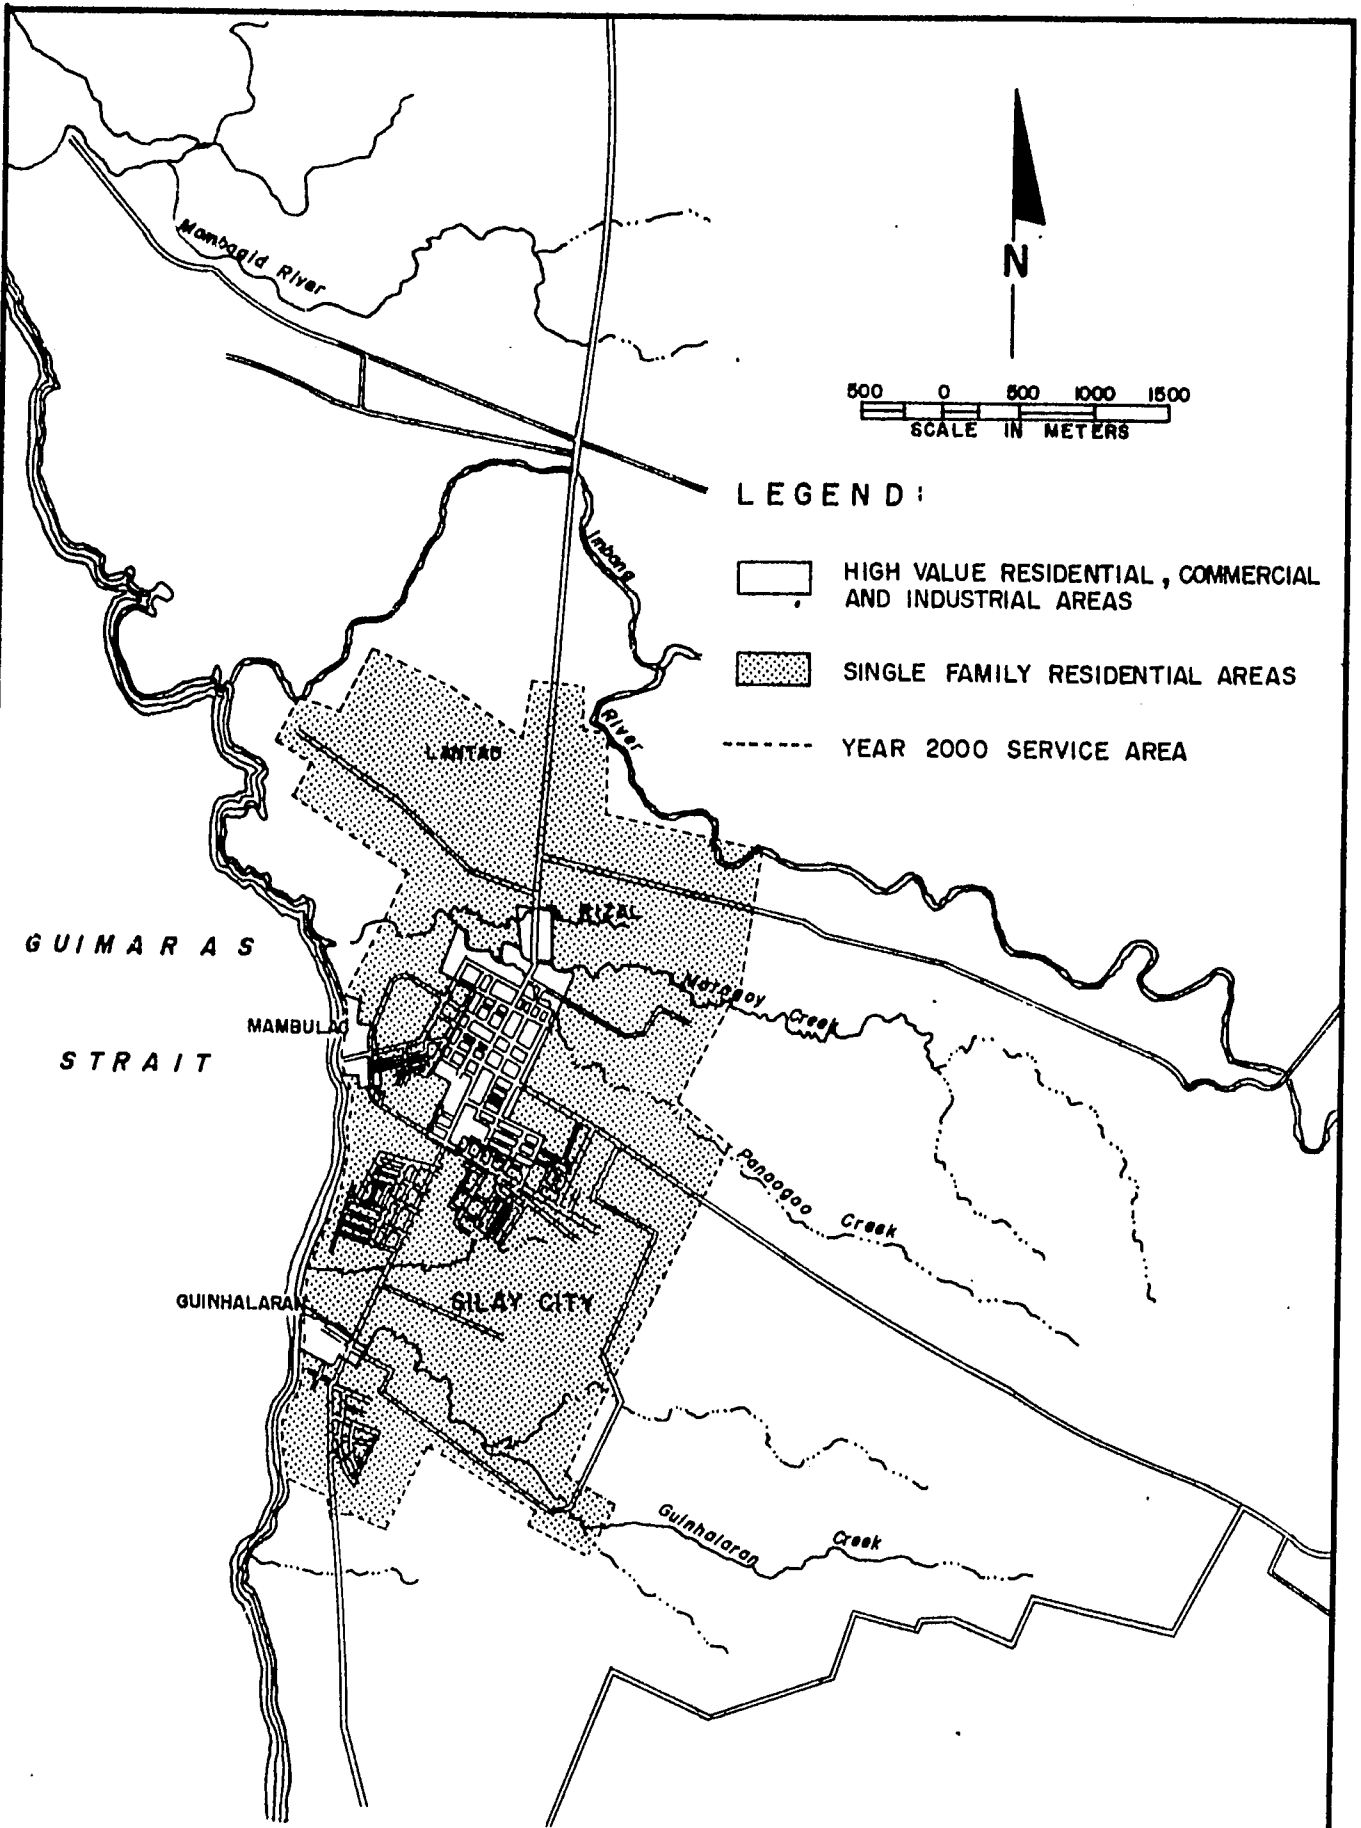 Mambagid River
N
500 0 500 1000 1500
SCALE IN METERS
LEGEND:
Imbang
HIGH VALUE RESIDENTIAL, COMMERCIAL
AND INDUSTRIAL AREAS
SINGLE FAMILY RESIDENTIAL AREAS
River
YEAR 2000 SERVICE AREA
LANTAD
RIZAL
GUIMARAS
Matagoy Creek
MAMBULAC
STRAIT
Panaogao Creek
GUINHALARAN
SILAY CITY
Guinhalaran Creek